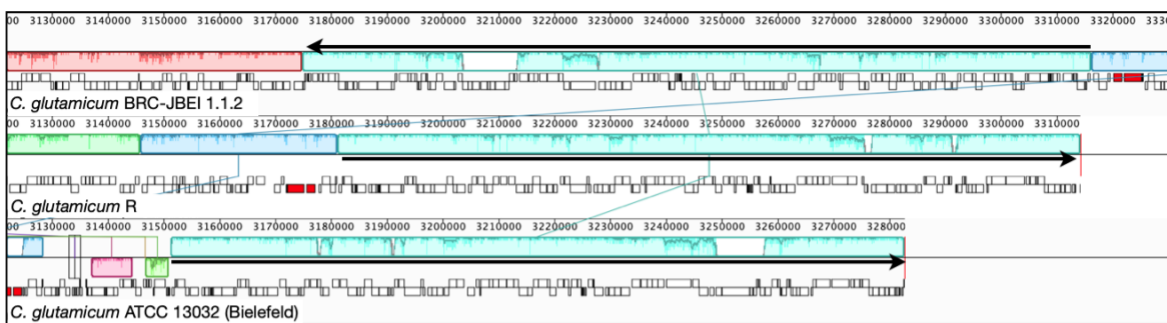 00 3130000 3140000 3150000 3160000 3170000 3180000 3190000 3200000 3210000 3220000 3230000 3240000 3250000 3260000 3270000 3280000 3290000 3300000 3310000 3320000 3330
C. glutamicum BRC-JBEI 1.1.2
00 3130000 3140000 3150000 3160000 3170000 3180000 3190000 3200000 3210000 3220000 3230000 3240000 3250000 3260000 3270000 3280000 3290000 3300000 3310000
C. glutamicum R
00 3130000 3140000 3150000 3160000 3170000 3180000 3190000 3200000 3210000 3220000 3230000 3240000 3250000 3260000 3270000 328000
C. glutamicum ATCC 13032 (Bielefeld)